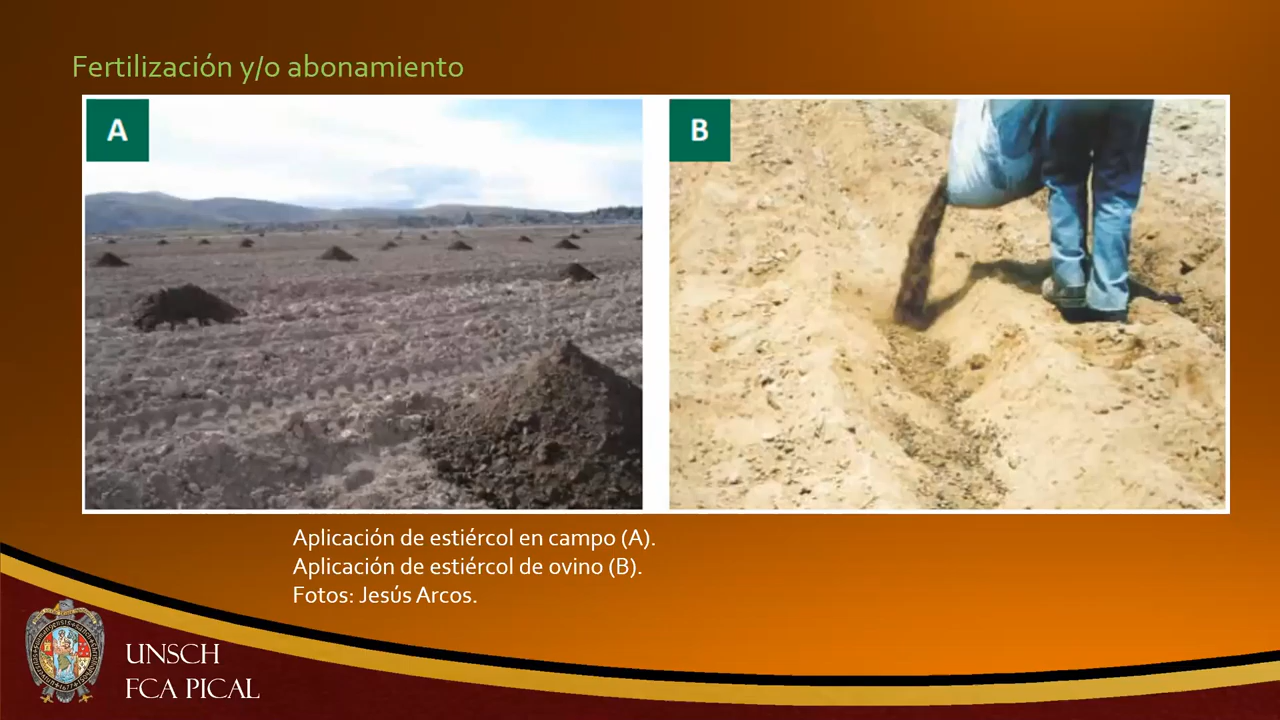 Fertilización y/o abonamiento
A
B
Aplicación de estiércol en campo (A).
Aplicación de estiércol de ovino (B).
Fotos: Jesús Arcos.
UNSCH
FCA PICAL